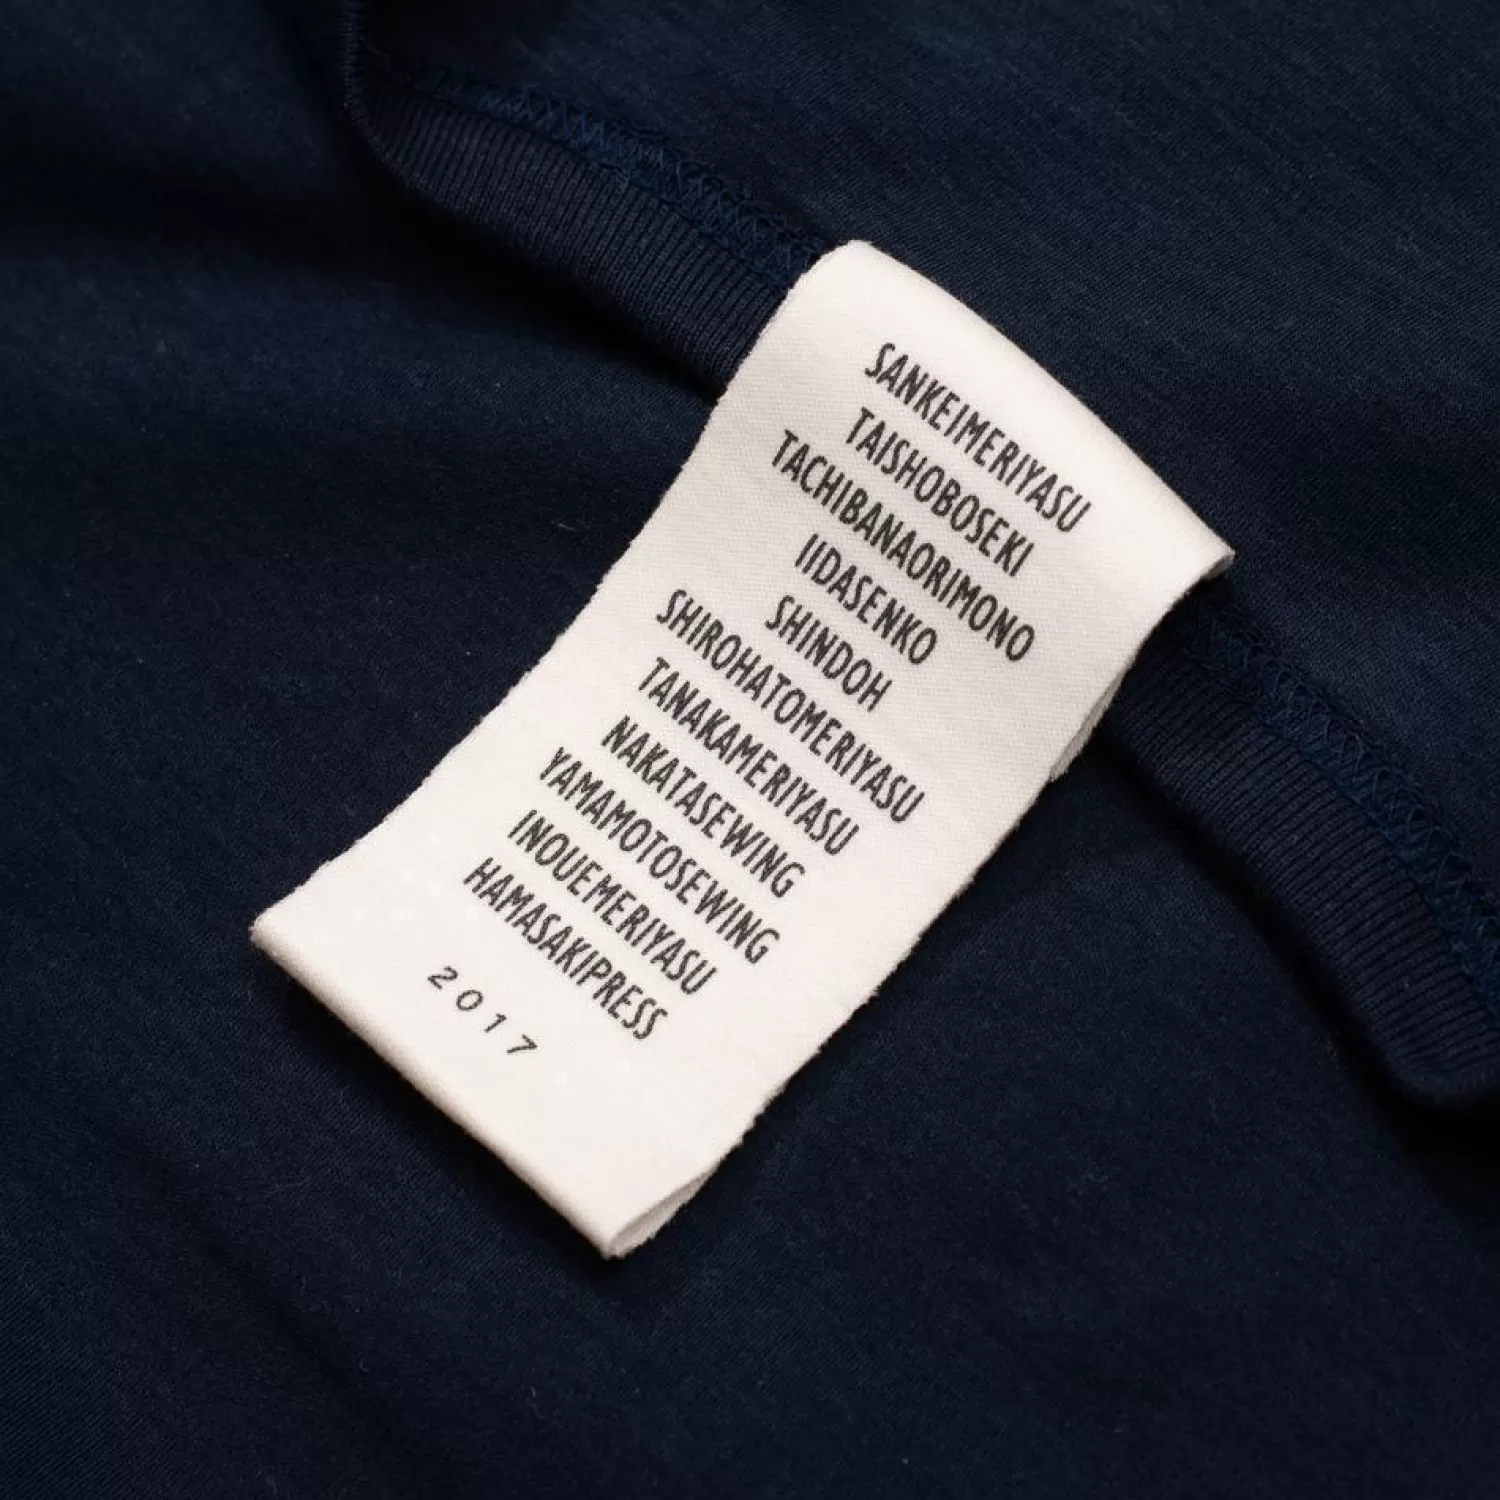 SANKEIMERIYASU
TAISHOBOSEKI
TACHIBANAORIMONO
IIDASENKO
SHINDOH
SHIROHATOMERIYASU
TANAKAMERIYASU
NAKATASEWING
YAMAMOTOSEWING
INOUEMERIYASU
HAMASAKIPRESS
2017